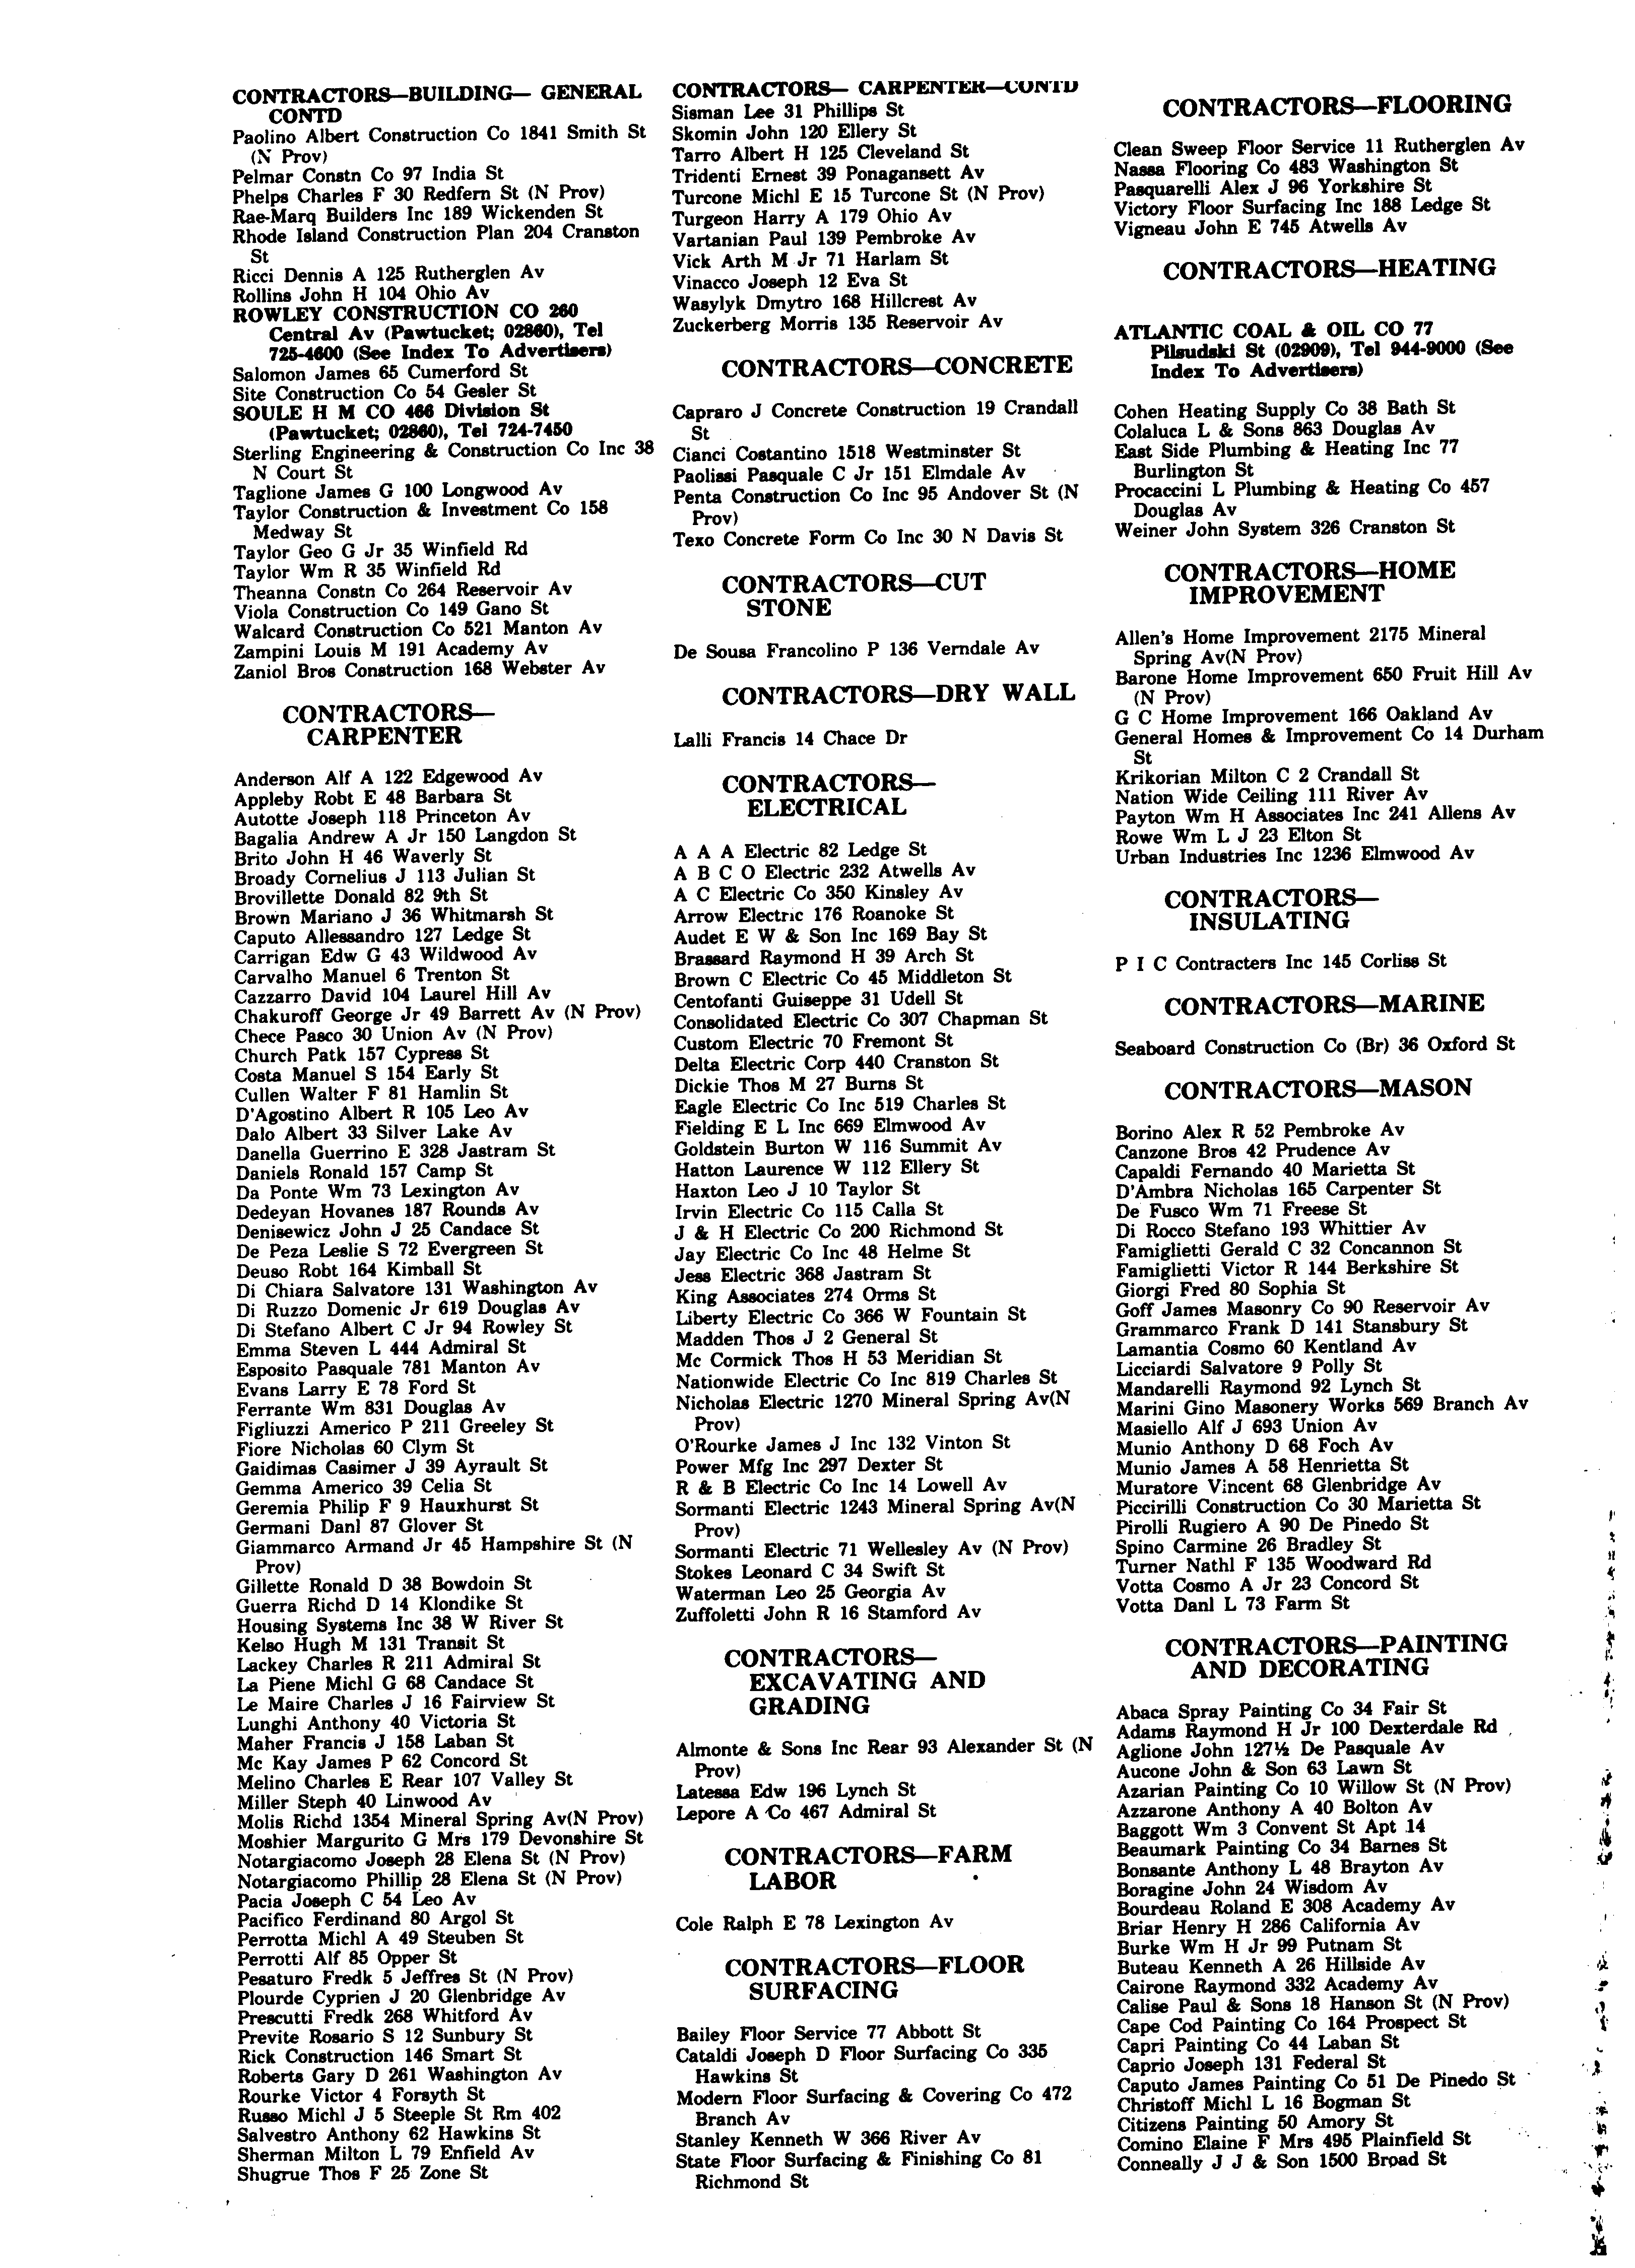 CONTRACTORS—BUILDING— GENERAL
CONTD
Paolino Albert Construction Co 1841 Smith St
(N Prov)
Pelmar Constn Co 97 India St
Phelps Charles F 30 Redfern St (N Prov)
Rae-Marq Builders Inc 189 Wickenden St
Rhode Island Construction Plan 204 Cranston
St
Ricci Dennis A 125 Rutherglen Av
Rollins John H 104 Ohio Av
ROWLEY CONSTRUCTION CO 260
Central Av (Pawtucket; 02860), Tel
725-4600 (See Index To Advertisers)
Salomon James 65 Cumerford St
Site Construction Co 54 Gesler St
SOULE H M CO 466 Division St
(Pawtucket; 02860), Tel 724-7450
Sterling Engineering & Construction Co Inc 38
N Court St
Taglione James G 100 Longwood Av
Taylor Construction & Investment Co 158
Medway St
Taylor Geo G Jr 35 Winfield Rd
Taylor Wm R 35 Winfield Rd
Theanna Constn Co 264 Reservoir Av
Viola Construction Co 149 Gano St
Walcard Construction Co 521 Manton Av
Zampini Louis M 191 Academy Av
Zaniol Bros Construction 168 Webster Av
CONTRACTORS—
CARPENTER
Anderson Alf A 122 Edgewood Av
Appleby Robt E 48 Barbara St
Autotte Joseph 118 Princeton Av
Bagalia Andrew A Jr 150 Langdon St
Brito John H 46 Waverly St
Broady Cornelius J 113 Julian St
Brovillette Donald 82 9th St
Brown Mariano J 36 Whitmarsh St
Caputo Allessandro 127 Ledge St
Carrigan Edw G 43 Wildwood Av
Carvalho Manuel 6 Trenton St
Cazzarro David 104 Laurel Hill Av
Chakuroff George Jr 49 Barrett Av (N Prov)
Chece Pasco 30 Union Av (N Prov)
Church Patk 157 Cypress St
Costa Manuel S 154 Early St
Cullen Walter F 81 Hamlin St
D'Agostino Albert R 105 Leo Av
Dalo Albert 33 Silver Lake Av
Danella Guerrino E 328 Jastram St
Daniels Ronald 157 Camp St
Da Ponte Wm 73 Lexington Av
Dedeyan Hovanes 187 Rounds Av
Denisewicz John J 25 Candace St
De Peza Leslie S 72 Evergreen St
Deuso Robt 164 Kimball St
Di Chiara Salvatore 131 Washington Av
Di Ruzzo Domenic Jr 619 Douglas Av
Di Stefano Albert C Jr 94 Rowley St
Emma Steven L 444 Admiral St
Esposito Pasquale 781 Manton Av
Evans Larry E 78 Ford St
Ferrante Wm 831 Douglas Av
Figliuzzi Americo P 211 Greeley St
Fiore Nicholas 60 Clym St
Gaidimas Casimer J 39 Ayrault St
Gemma Americo 39 Celia St
Geremia Philip F 9 Hauxhurst St
Germani Danl 87 Glover St
Giammarco Armand Jr 45 Hampshire St (N
Prov)
Gillette Ronald D 38 Bowdoin St
Guerra Richd D 14 Klondike St
Housing Systems Inc 38 W River St
Kelso Hugh M 131 Transit St
Lackey Charles R 211 Admiral St
La Piene Michl G 68 Candace St
Le Maire Charles J 16 Fairview St
Lunghi Anthony 40 Victoria St
Maher Francis J 158 Laban St
Mc Kay James P 62 Concord St
Melino Charles E Rear 107 Valley St
Miller Steph 40 Linwood Av
Molis Richd 1354 Mineral Spring Av(N Prov)
Moshier Margurito G Mrs 179 Devonshire St
Notargiacomo Joseph 28 Elena St (N Prov)
Notargiacomo Phillip 28 Elena St (N Prov)
Pacia Joseph C 54 Leo Av
Pacifico Ferdinand 80 Argol St
Perrotta Michl A 49 Steuben St
Perrotti Alf 85 Opper St
Pesaturo Fredk 5 Jeffres St (N Prov)
Plourde Cyprien J 20 Glenbridge Av
Prescutti Fredk 268 Whitford Av
Previte Rosario S 12 Sunbury St
Rick Construction 146 Smart St
Roberts Gary D 261 Washington Av
Rourke Victor 4 Forsyth St
Russo Michl J 5 Steeple St Rm 402
Salvestro Anthony 62 Hawkins St
Sherman Milton L 79 Enfield Av
Shugrue Thos F 25 Zone St
CONTRACTORS— CARPENTER—CONTD
Sisman Lee 31 Phillips St
Skomin John 120 Ellery St
Tarro Albert H 125 Cleveland St
Tridenti Ernest 39 Ponagansett Av
Turcone Michl E 15 Turcone St (N Prov)
Turgeon Harry A 179 Ohio Av
Vartanian Paul 139 Pembroke Av
Vick Arth M Jr 71 Harlam St
Vinacco Joseph 12 Eva St
Wasylyk Dmytro 168 Hillcrest Av
Zuckerberg Morris 135 Reservoir Av
CONTRACTORS—CONCRETE
Capraro J Concrete Construction 19 Crandall
St
Cianci Costantino 1518 Westminster St
Paolissi Pasquale C Jr 151 Elmdale Av
Penta Construction Co Inc 95 Andover St (N
Prov)
Texo Concrete Form Co Inc 30 N Davis St
CONTRACTORS—CUT
STONE
De Sousa Francolino P 136 Verndale Av
CONTRACTORS—DRY WALL
Lalli Francis 14 Chace Dr
CONTRACTORS—
ELECTRICAL
A A A Electric 82 Ledge St
A B C O Electric 232 Atwells Av
A C Electric Co 350 Kinsley Av
Arrow Electric 176 Roanoke St
Audet E W & Son Inc 169 Bay St
Brassard Raymond H 39 Arch St
Brown C Electric Co 45 Middleton St
Centofanti Guiseppe 31 Udell St
Consolidated Electric Co 307 Chapman St
Custom Electric 70 Fremont St
Delta Electric Corp 440 Cranston St
Dickie Thos M 27 Burns St
Eagle Electric Co Inc 519 Charles St
Fielding E L Inc 669 Elmwood Av
Goldstein Burton W 116 Summit Av
Hatton Laurence W 112 Ellery St
Haxton Leo J 10 Taylor St
Irvin Electric Co 115 Calla St
J & H Electric Co 200 Richmond St
Jay Electric Co Inc 48 Helme St
Jess Electric 368 Jastram St
King Associates 274 Orms St
Liberty Electric Co 366 W Fountain St
Madden Thos J 2 General St
Mc Cormick Thos H 53 Meridian St
Nationwide Electric Co Inc 819 Charles St
Nicholas Electric 1270 Mineral Spring Av(N
Prov)
O'Rourke James J Inc 132 Vinton St
Power Mfg Inc 297 Dexter St
R & B Electric Co Inc 14 Lowell Av
Sormanti Electric 1243 Mineral Spring Av(N
Prov)
Sormanti Electric 71 Wellesley Av (N Prov)
Stokes Leonard C 34 Swift St
Waterman Leo 25 Georgia Av
Zuffoletti John R 16 Stamford Av
CONTRACTORS—
EXCAVATING AND
GRADING
Almonte & Sons Inc Rear 93 Alexander St (N
Prov)
Latessa Edw 196 Lynch St
Lepore A Co 467 Admiral St
CONTRACTORS—FARM
LABOR
Cole Ralph E 78 Lexington Av
CONTRACTORS—FLOOR
SURFACING
Bailey Floor Service 77 Abbott St
Cataldi Joseph D Floor Surfacing Co 335
Hawkins St
Modern Floor Surfacing & Covering Co 472
Branch Av
Stanley Kenneth W 366 River Av
State Floor Surfacing & Finishing Co 81
Richmond St
CONTRACTORS—FLOORING
Clean Sweep Floor Service 11 Rutherglen Av
Nassa Flooring Co 483 Washington St
Pasquarelli Alex J 96 Yorkshire St
Victory Floor Surfacing Inc 188 Ledge St
Vigneau John E 745 Atwells Av
CONTRACTORS—HEATING
ATLANTIC COAL & OIL CO 77
Pilsudski St (02909), Tel 944-9000 (See
Index To Advertisers)
Cohen Heating Supply Co 38 Bath St
Colaluca L & Sons 863 Douglas Av
East Side Plumbing & Heating Inc 77
Burlington St
Procaccini L Plumbing & Heating Co 457
Douglas Av
Weiner John System 326 Cranston St
CONTRACTORS—HOME
IMPROVEMENT
Allen's Home Improvement 2175 Mineral
Spring Av(N Prov)
Barone Home Improvement 650 Fruit Hill Av
(N Prov)
G C Home Improvement 166 Oakland Av
General Homes & Improvement Co 14 Durham
St
Krikorian Milton C 2 Crandall St
Nation Wide Ceiling 111 River Av
Payton Wm H Associates Inc 241 Allens Av
Rowe Wm L J 23 Elton St
Urban Industries Inc 1236 Elmwood Av
CONTRACTORS—
INSULATING
P I C Contracters Inc 145 Corliss St
CONTRACTORS—MARINE
Seaboard Construction Co (Br) 36 Oxford St
CONTRACTORS—MASON
Borino Alex R 52 Pembroke Av
Canzone Bros 42 Prudence Av
Capaldi Fernando 40 Marietta St
D'Ambra Nicholas 165 Carpenter St
De Fusco Wm 71 Freese St
Di Rocco Stefano 193 Whittier Av
Famiglietti Gerald C 32 Concannon St
Famiglietti Victor R 144 Berkshire St
Giorgi Fred 80 Sophia St
Goff James Masonry Co 90 Reservoir Av
Grammarco Frank D 141 Stansbury St
Lamantia Cosmo 60 Kentland Av
Licciardi Salvatore 9 Polly St
Mandarelli Raymond 92 Lynch St
Marini Gino Masonery Works 569 Branch Av
Masiello Alf J 693 Union Av
Munio Anthony D 68 Foch Av
Munio James A 58 Henrietta St
Muratore Vincent 68 Glenbridge Av
Piccirilli Construction Co 30 Marietta St
Pirolli Rugiero A 90 De Pinedo St
Spino Carmine 26 Bradley St
Turner Nathl F 135 Woodward Rd
Votta Cosmo A Jr 23 Concord St
Votta Danl L 73 Farm St
CONTRACTORS—PAINTING
AND DECORATING
Abaca Spray Painting Co 34 Fair St
Adams Raymond H Jr 100 Dexterdale Rd
Aglione John 127½ De Pasquale Av
Aucone John & Son 63 Lawn St
Azarian Painting Co 10 Willow St (N Prov)
Azzarone Anthony A 40 Bolton Av
Baggott Wm 3 Convent St Apt 14
Beaumark Painting Co 34 Barnes St
Bonsante Anthony L 48 Brayton Av
Boragine John 24 Wisdom Av
Bourdeau Roland E 308 Academy Av
Briar Henry H 286 California Av
Burke Wm H Jr 99 Putnam St
Buteau Kenneth A 26 Hillside Av
Cairone Raymond 332 Academy Av
Calise Paul & Sons 18 Hanson St (N Prov)
Cape Cod Painting Co 164 Prospect St
Capri Painting Co 44 Laban St
Caprio Joseph 131 Federal St
Caputo James Painting Co 51 De Pinedo St
Christoff Michl L 16 Bogman St
Citizens Painting 50 Amory St
Comino Elaine F Mrs 495 Plainfield St
Conneally J J & Son 1500 Broad St